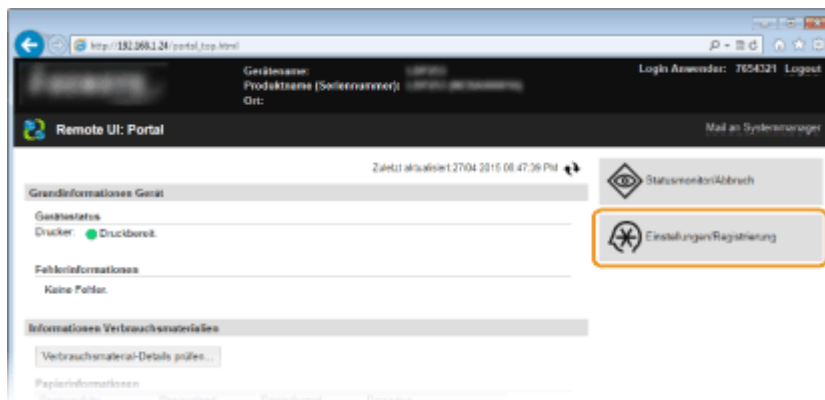 http://192.168.1.24/portal_top.html
Gerätename:
Produktname (Seriennummer):
Ort:
Login Anwender: 7654321 Logout
Remote UI: Portal
Mail an Systemmanager
Zuletzt aktualisiert:27/04 2015 08:47:39 PM
Grundinformationen Gerät
Gerätestatus
Drucker: Druckbereit.
Fehlerinformationen
Keine Fehler.
Informationen Verbrauchsmaterialien
Verbrauchsmaterial-Details prüfen...
Papierinformationen
Statusmonitor/Abbruch
Einstellungen/Registrierung